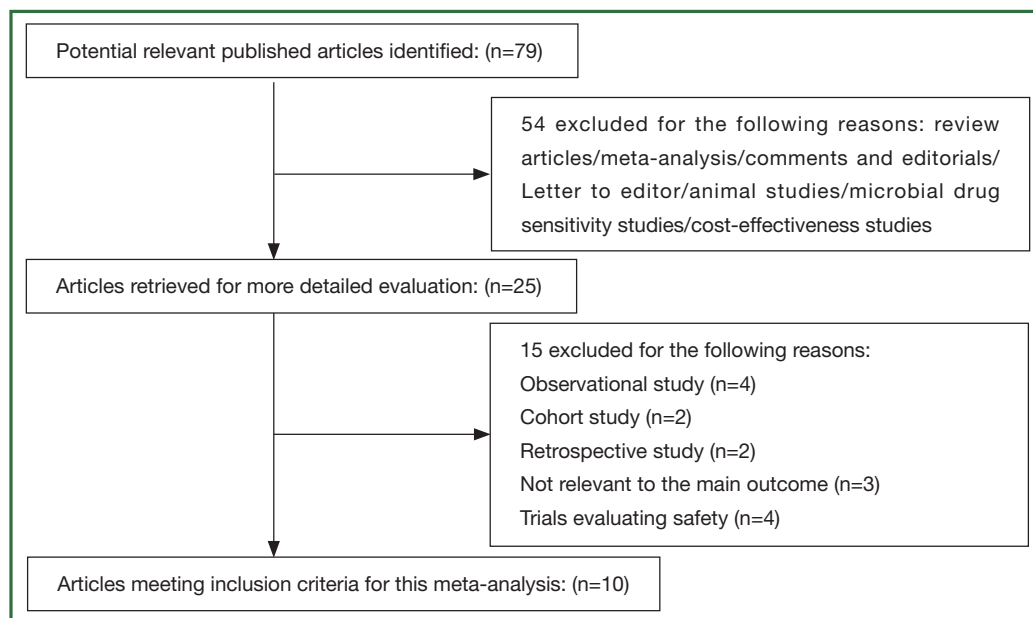 Potential relevant published articles identified: (n=79)
54 excluded for the following reasons: review
articles/meta-analysis/comments and editorials/
Letter to editor/animal studies/microbial drug
sensitivity studies/cost-effectiveness studies
Articles retrieved for more detailed evaluation: (n=25)
15 excluded for the following reasons:
Observational study (n=4)
Cohort study (n=2)
Retrospective study (n=2)
Not relevant to the main outcome (n=3)
Trials evaluating safety (n=4)
Articles meeting inclusion criteria for this meta-analysis: (n=10)